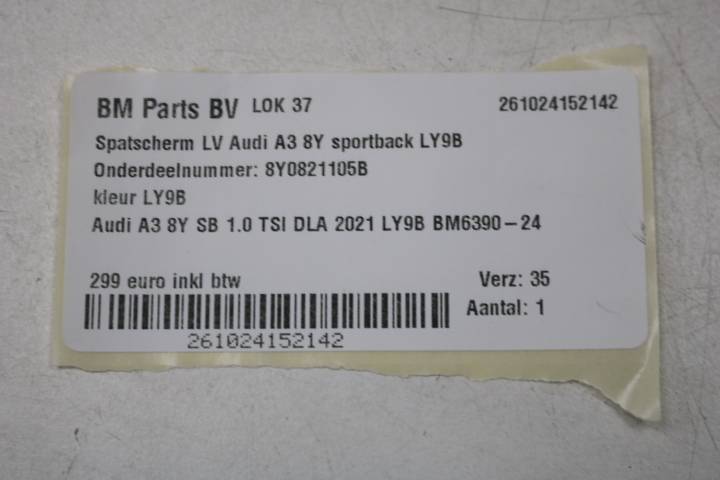 BM Parts BV LOK 37 261024152142
Spatscherm LV Audi A3 8Y sportback LY9B
Onderdeelnummer: 8Y0821105B
kleur LY9B
Audi A3 8Y SB 1.0 TSI DLA 2021 LY9B BM6390-24
299 euro inkl btw Verz: 35
Aantal: 1
261024152142